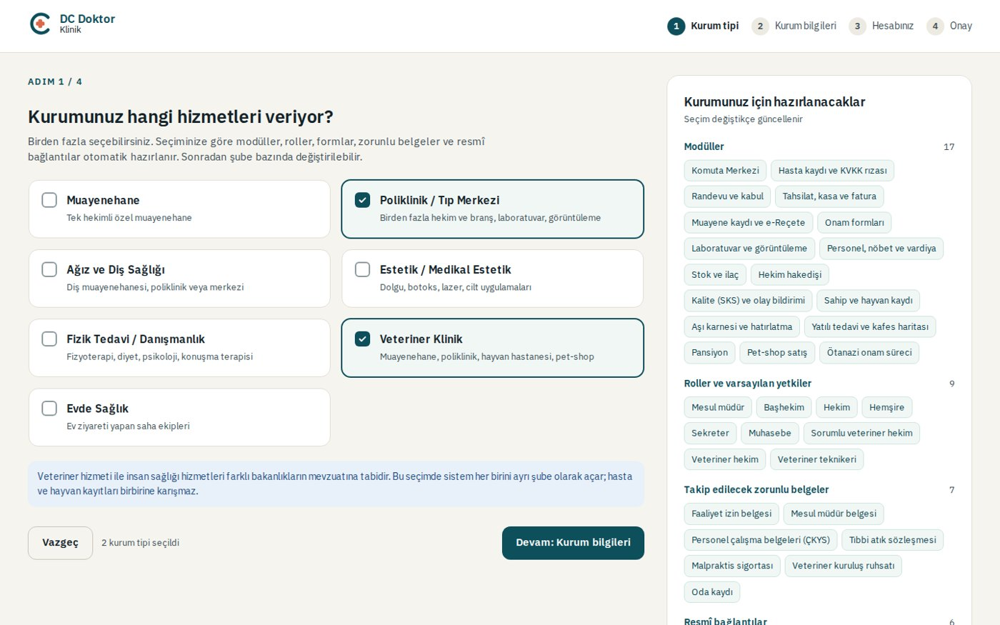 DC Doktor
Klinik
1 Kurum tipi
2 Kurum bilgileri
3 Hesabınız
4 Onay
ADIM 1 / 4
Kurumunuz hangi hizmetleri veriyor?
Birden fazla seçebilirsiniz. Seçiminize göre modüller, roller, formlar, zorunlu belgeler ve resmî
bağlantılar otomatik hazırlanır. Sonradan şube bazında değiştirilebilir.
Muayenehane
Tek hekimli özel muayenehane
Poliklinik / Tıp Merkezi
Birden fazla hekim ve branş, laboratuvar, görüntüleme
Ağız ve Diş Sağlığı
Diş muayenehanesi, poliklinik veya merkezi
Estetik / Medikal Estetik
Dolgu, botoks, lazer, cilt uygulamaları
Fizik Tedavi / Danışmanlık
Fizyoterapi, diyet, psikoloji, konuşma terapisi
Veteriner Klinik
Muayenehane, poliklinik, hayvan hastanesi, pet-shop
Evde Sağlık
Ev ziyareti yapan saha ekipleri
Veteriner hizmeti ile insan sağlığı hizmetleri farklı bakanlıkların mevzuatına tabidir. Bu seçimde sistem her birini ayrı şube olarak açar; hasta
ve hayvan kayıtları birbirine karışmaz.
Vazgeç
2 kurum tipi seçildi
Devam: Kurum bilgileri
Kurumunuz için hazırlanacaklar
Seçim değiştikçe güncellenir
Modüller 17
Komuta Merkezi Hasta kaydı ve KVKK rızası
Randevu ve kabul Tahsilat, kasa ve fatura
Muayene kaydı ve e-Reçete Onam formları
Laboratuvar ve görüntüleme Personel, nöbet ve vardiya
Stok ve ilaç Hekim hakedişi
Kalite (SKS) ve olay bildirimi Sahip ve hayvan kaydı
Aşı karnesi ve hatırlatma Yatılı tedavi ve kafes haritası
Pansiyon Pet-shop satış Ötanazi onam süreci
Roller ve varsayılan yetkiler 9
Mesul müdür Başhekim Hekim Hemşire
Sekreter Muhasebe Sorumlu veteriner hekim
Veteriner hekim Veteriner teknikeri
Takip edilecek zorunlu belgeler 7
Faaliyet izin belgesi Mesul müdür belgesi
Personel çalışma belgeleri (ÇKYS) Tıbbi atık sözleşmesi
Malpraktis sigortası Veteriner kuruluş ruhsatı
Oda kaydı
Resmî bağlantılar 6